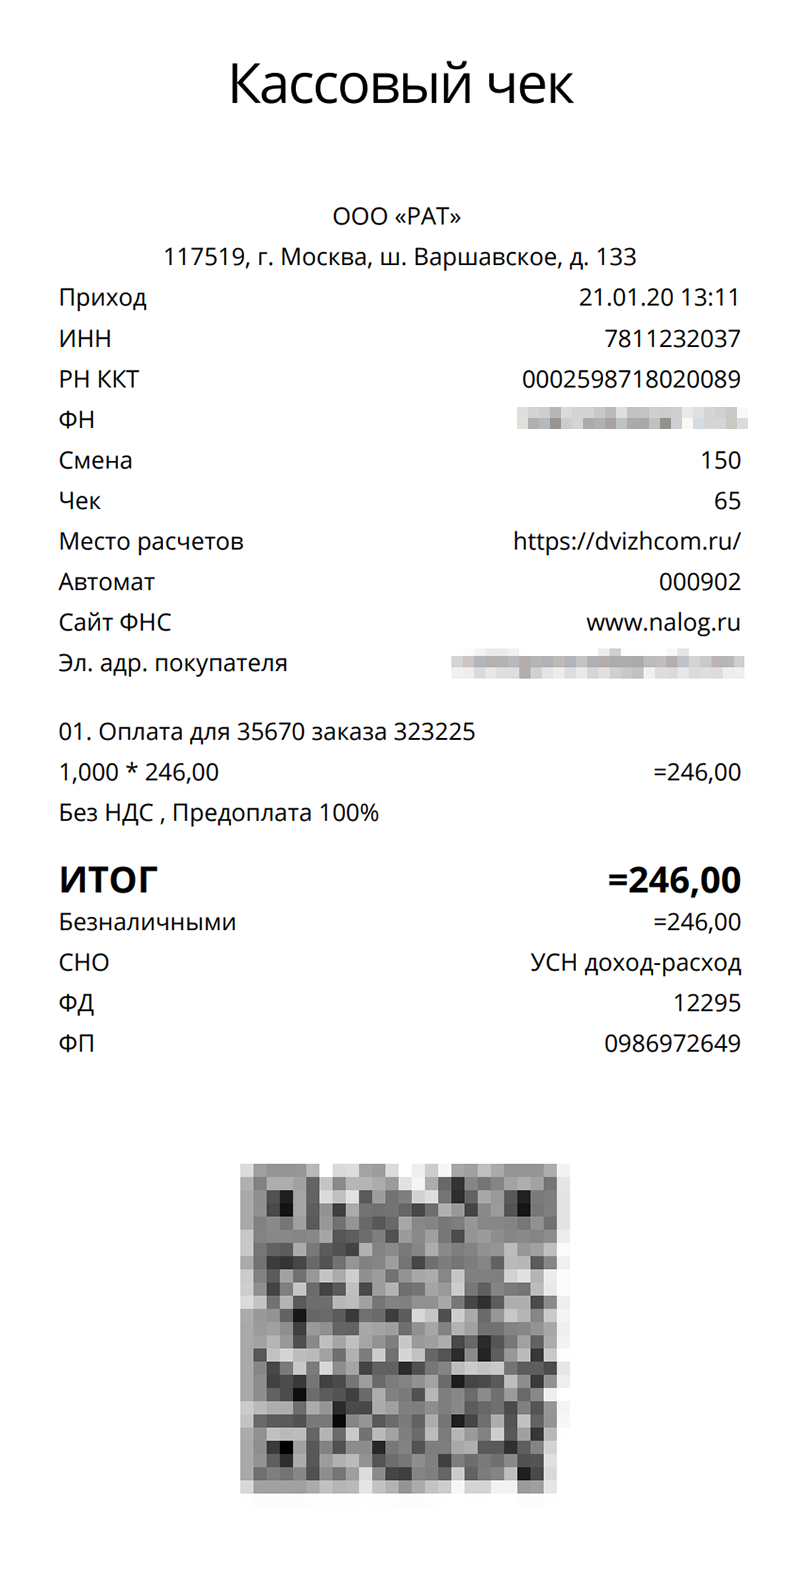 Кассовый чек
ООО «РАТ»
117519, г. Москва, ш. Варшавское, д. 133
Приход 21.01.20 13:11
ИНН 7811232037
РН ККТ 0002598718020089
ФН
Смена 150
Чек 65
Место расчетов https://dvizhcom.ru/
Автомат 000902
Сайт ФНС www.nalog.ru
Эл. адр. покупателя
01. Оплата для 35670 заказа 323225
1,000 * 246,00 =246,00
Без НДС , Предоплата 100%
ИТОГ =246,00
Безналичными =246,00
СНО УСН доход-расход
ФД 12295
ФП 0986972649